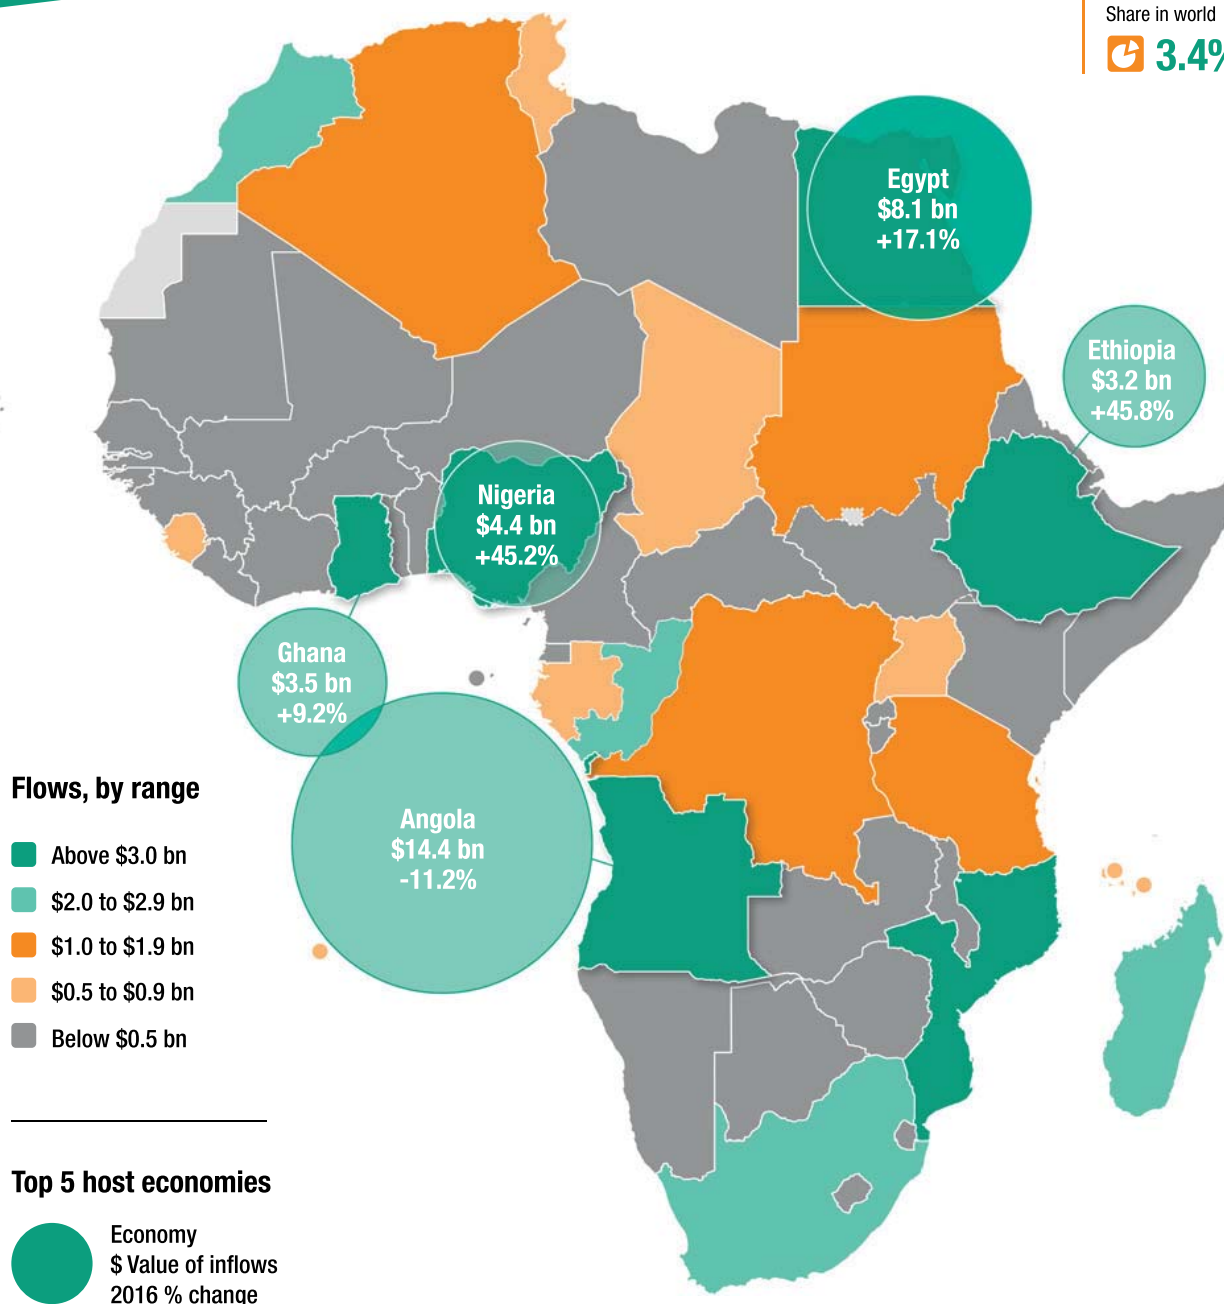 Share in world
3.4%
Egypt
$8.1 bn
+17.1%
Ethiopia
$3.2 bn
+45.8%
Nigeria
$4.4 bn
+45.2%
Ghana
$3.5 bn
+9.2%
Angola
$14.4 bn
-11.2%
Flows, by range
Above $3.0 bn
$2.0 to $2.9 bn
$1.0 to $1.9 bn
$0.5 to $0.9 bn
Below $0.5 bn
Top 5 host economies
Economy
$ Value of inflows
2016 % change